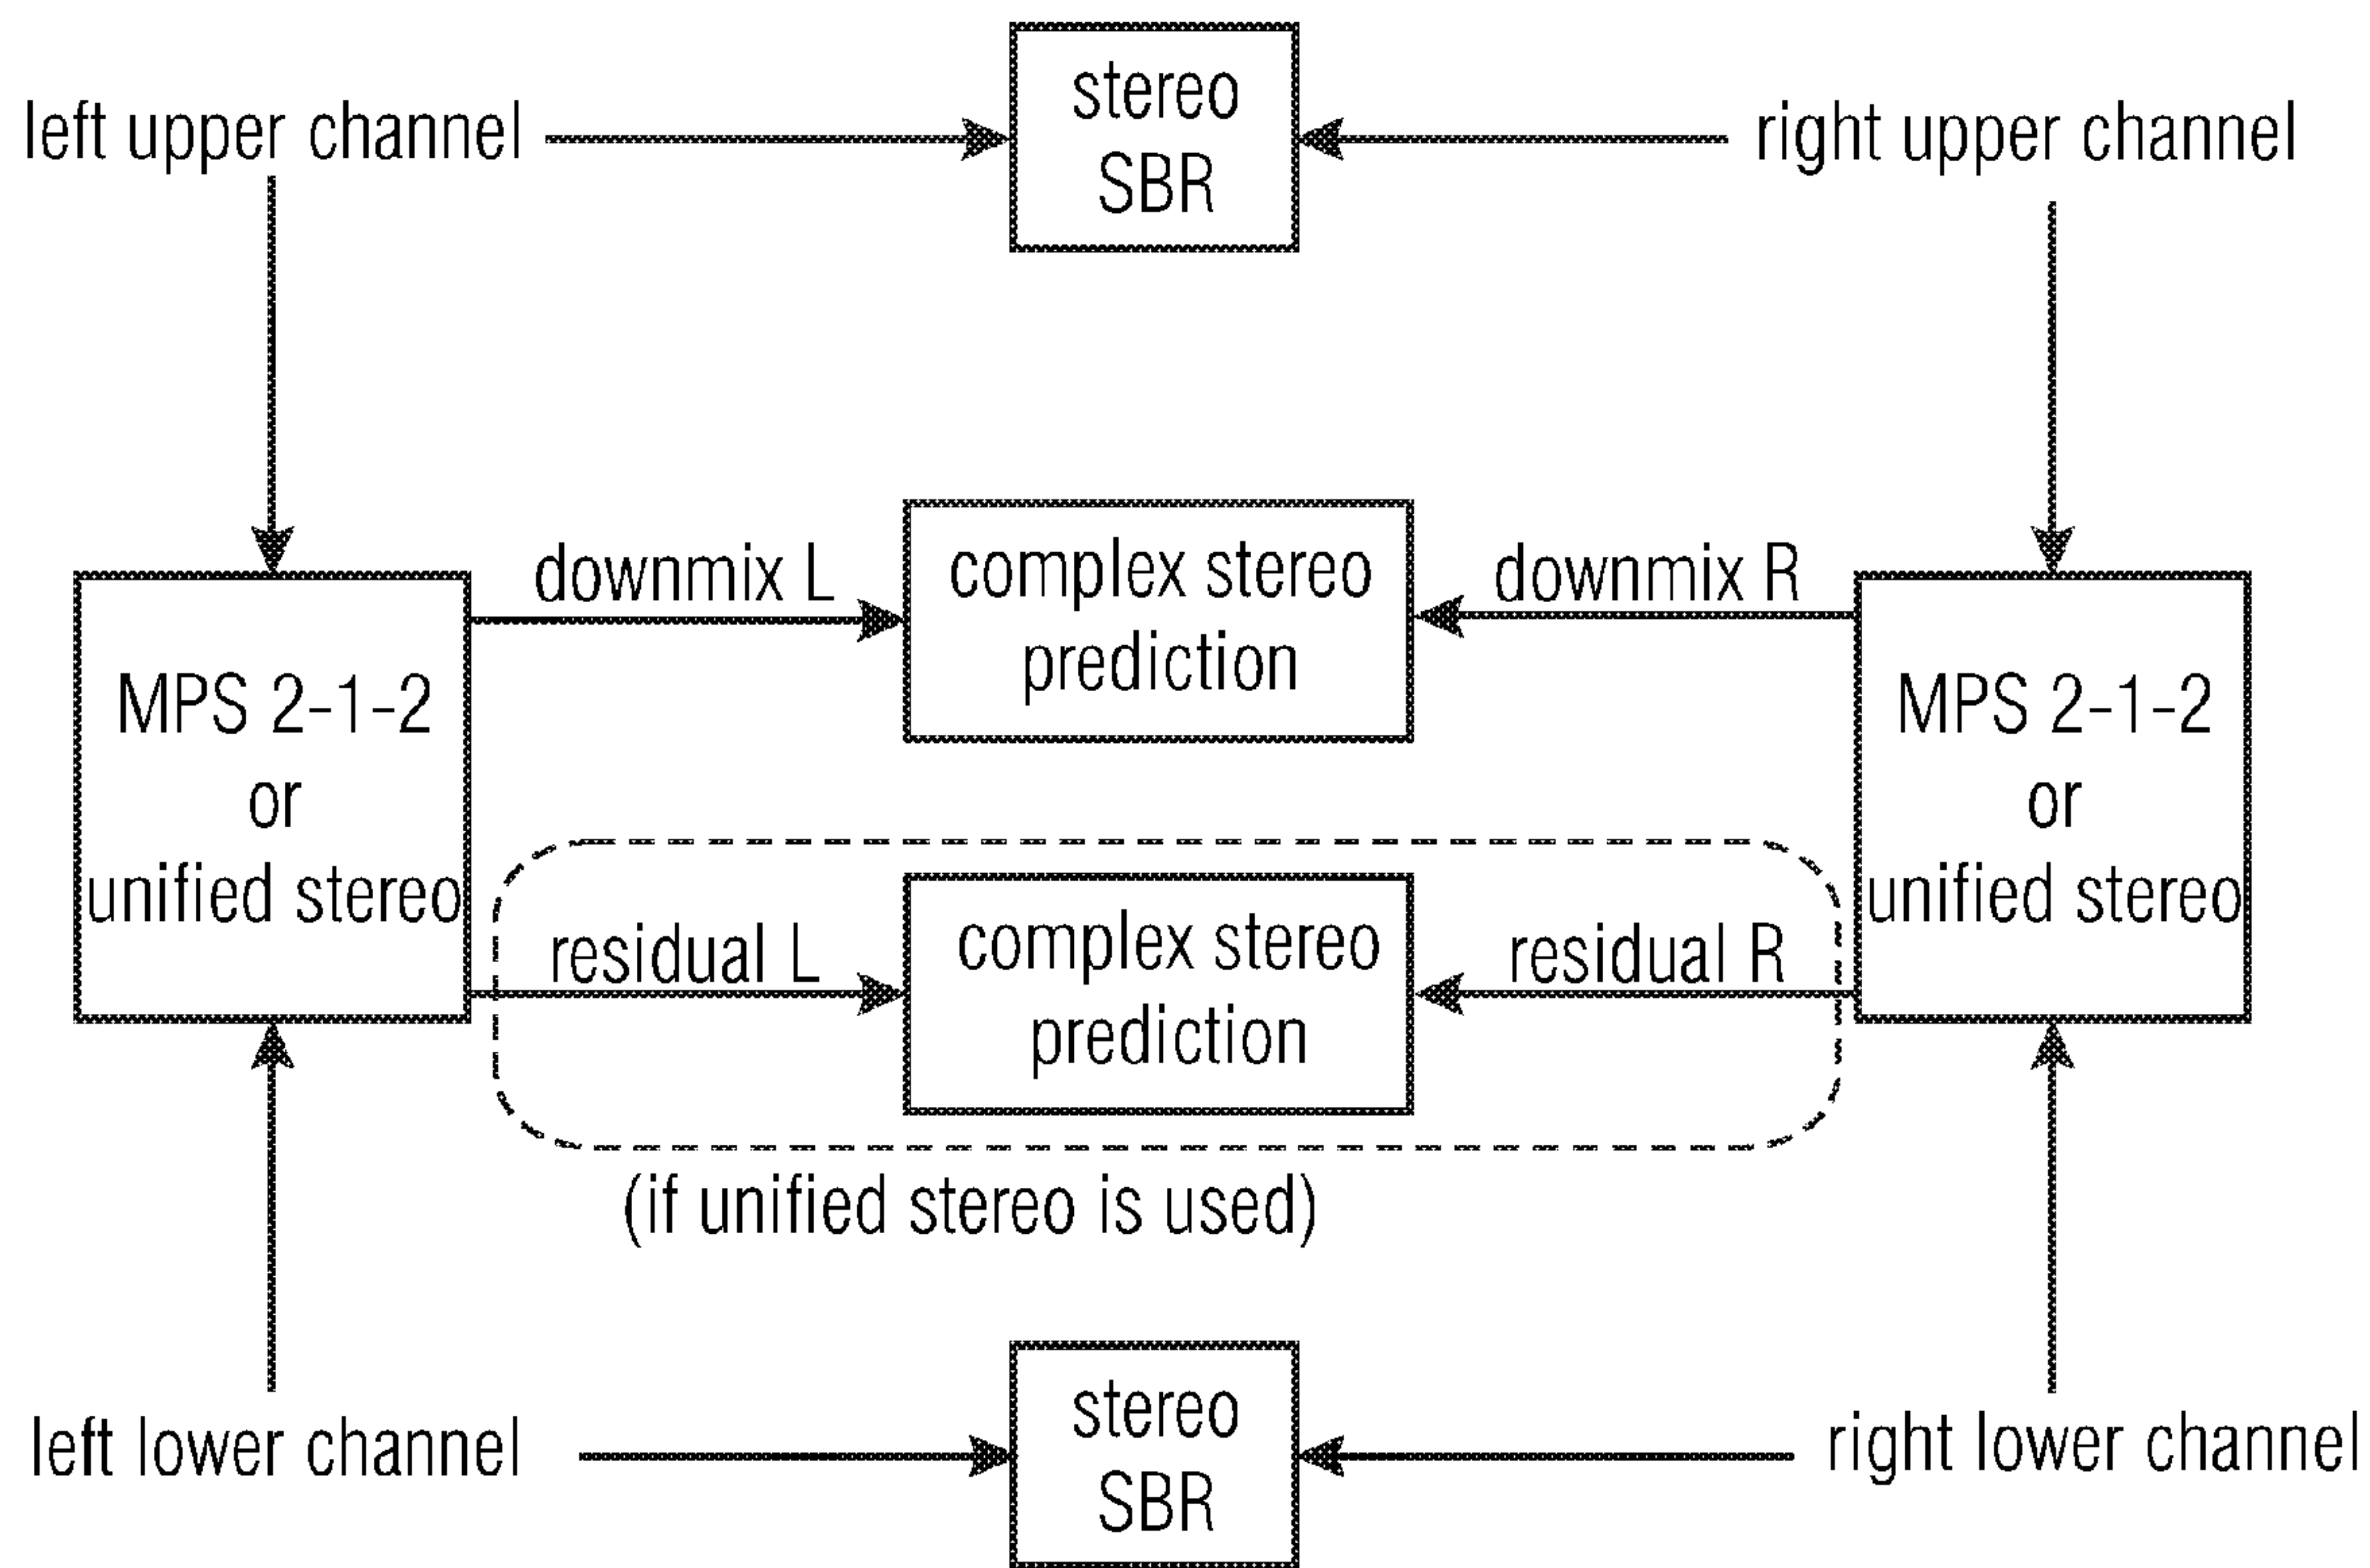 stereo
SBR
left upper channel
right upper channel
downmix L
complex stereo
prediction
downmix R
MPS 2-1-2
or
unified stereo
MPS 2-1-2
or
unified stereo
residual L
complex stereo
prediction
residual R
(if unified stereo is used)
left lower channel
stereo
SBR
right lower channel